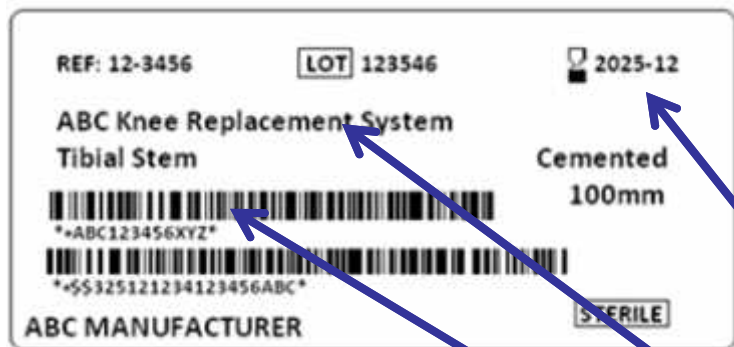 REF: 12-3456 LOT 123546 2025-12
ABC Knee Replacement System
Tibial Stem Cemented
100mm
*+ABC123456XYZ*
*+$$325121234123456ABC*
ABC MANUFACTURER STERILE